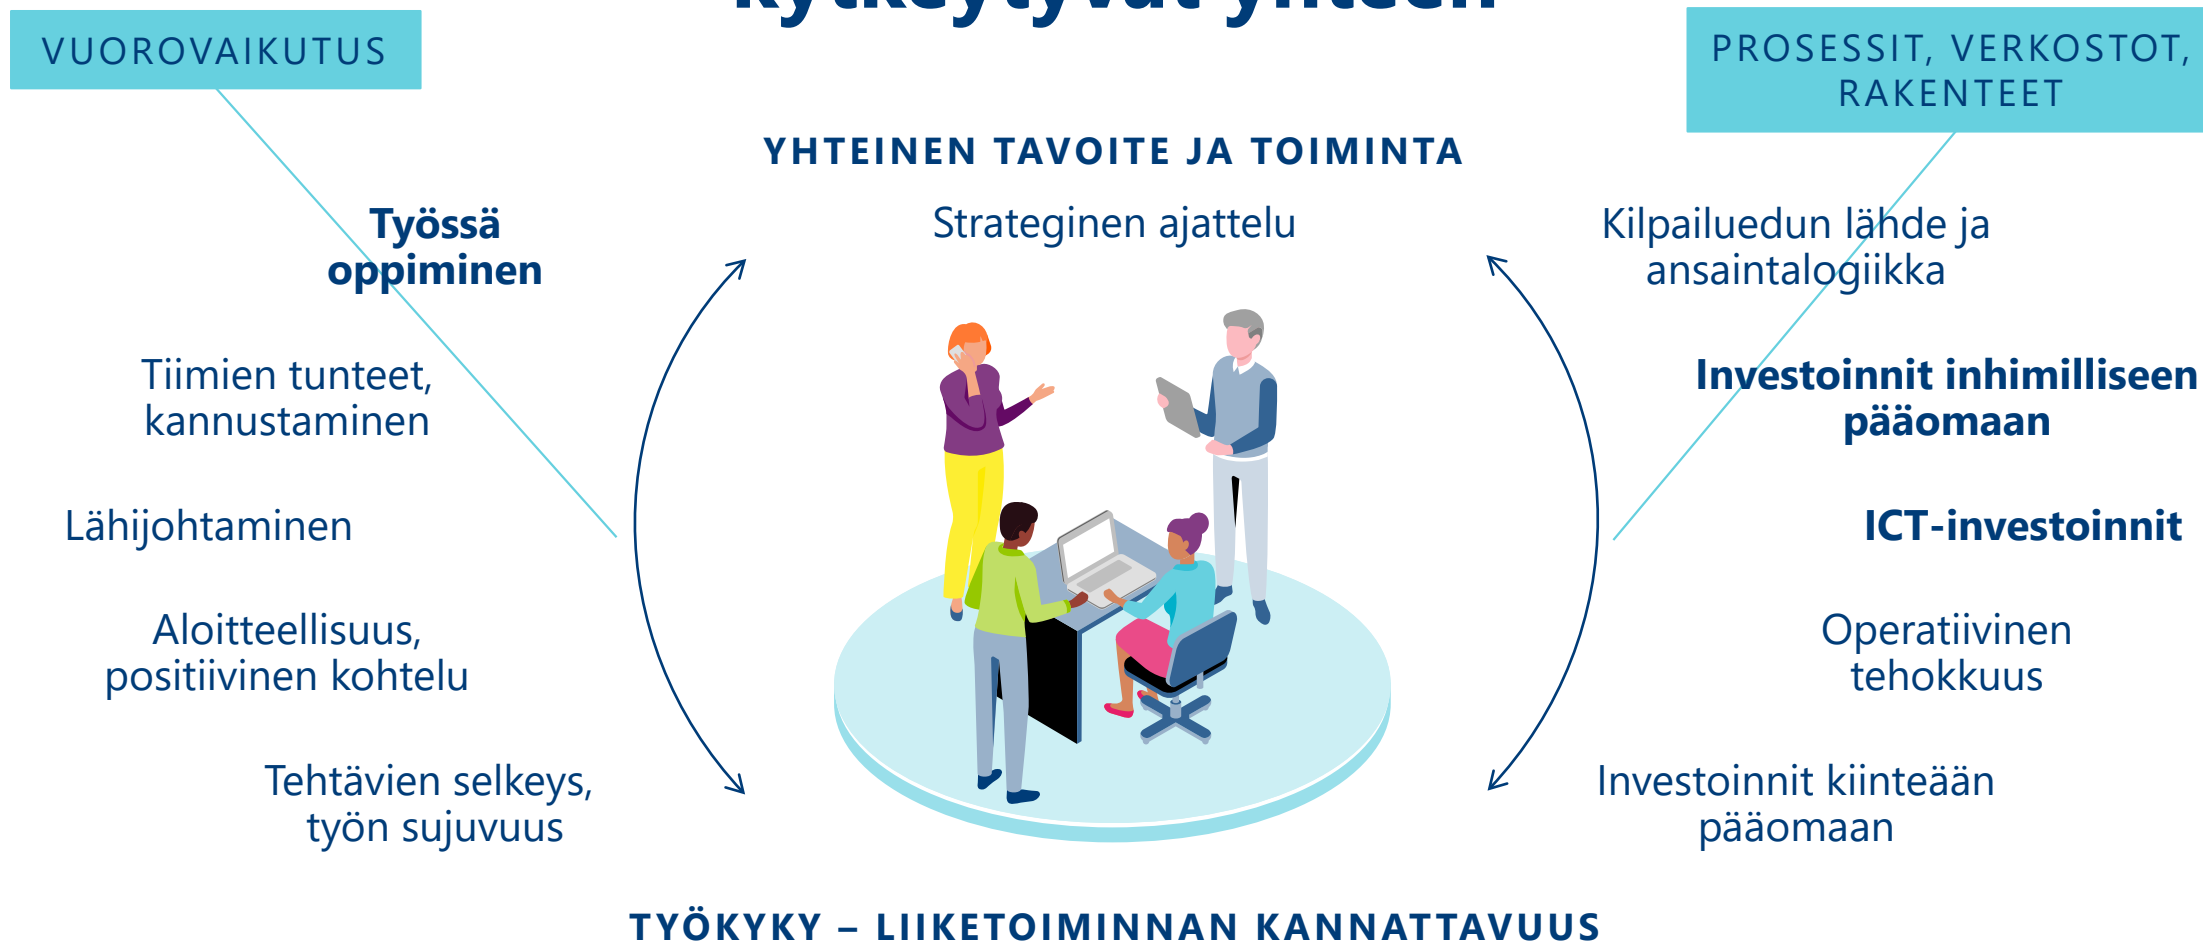 kytkeytyvät yhteen
VUOROVAIKUTUS
PROSESSIT, VERKOSTOT,
RAKENTEET
YHTEINEN TAVOITE JA TOIMINTA
Strateginen ajattelu
Työssä
oppiminen
Tiimien tunteet,
kannustaminen
Lähijohtaminen
Aloitteellisuus,
positiivinen kohtelu
Tehtävien selkeys,
työn sujuvuus
Kilpailuedun lähde ja
ansaintalogiikka
Investoinnit inhimilliseen
pääomaan
ICT-investoinnit
Operatiivinen
tehokkuus
Investoinnit kiinteään
pääomaan
TYÖKYKY – LIIKETOIMINNAN KANNATTAVUUS